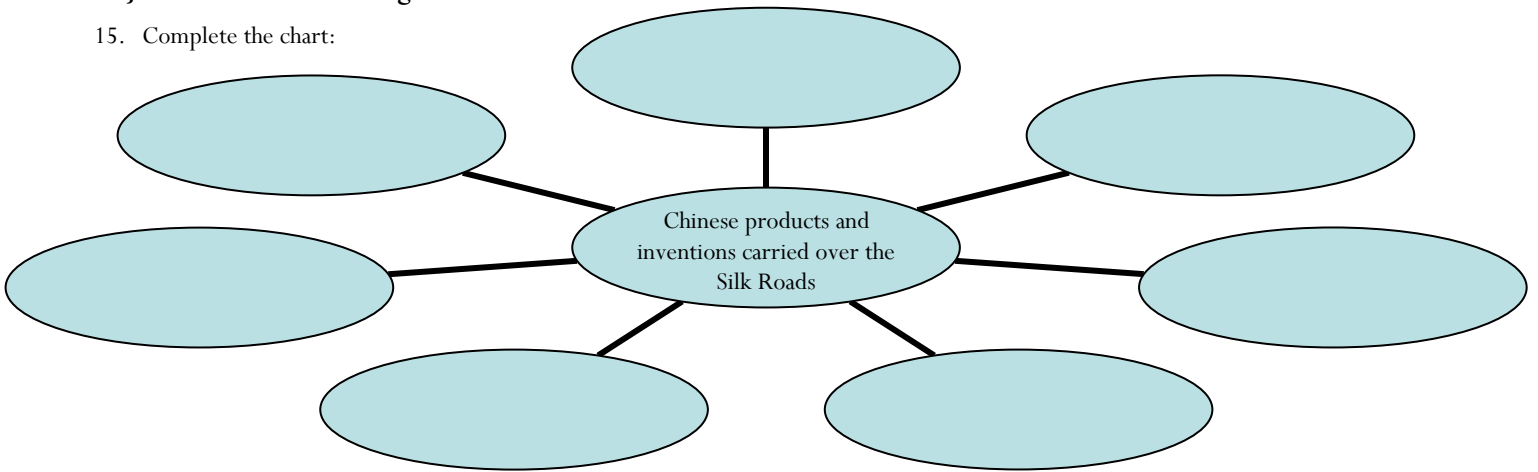 15. Complete the chart:
Chinese products and
inventions carried over the
Silk Roads